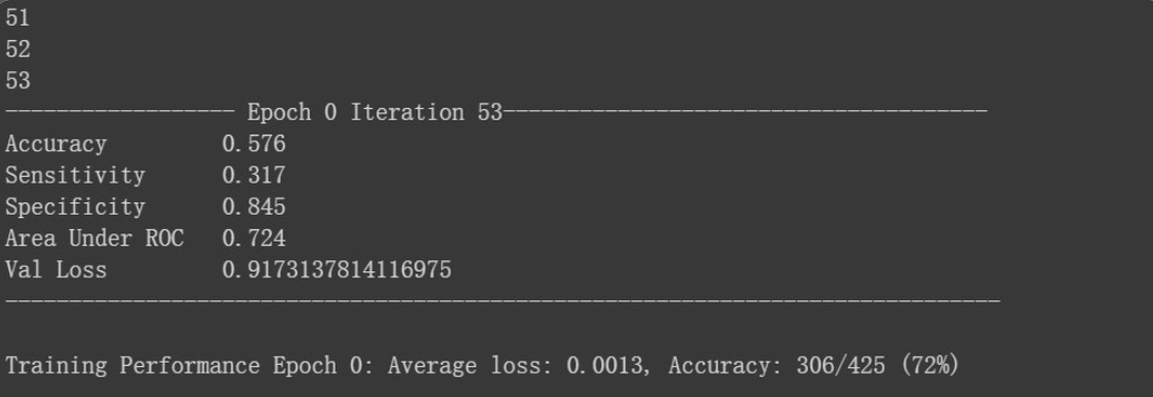 51
52
53
------------------ Epoch 0 Iteration 53--------------------------------------
Accuracy 0.576
Sensitivity 0.317
Specificity 0.845
Area Under ROC 0.724
Val Loss 0.9173137814116975
------------------------------------------------------------------------------
Training Performance Epoch 0: Average loss: 0.0013, Accuracy: 306/425 (72%)